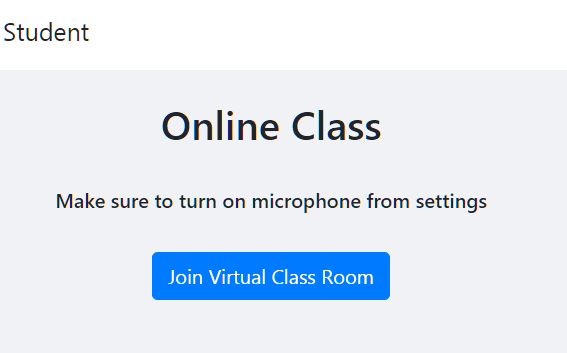 Student
Online Class
Make sure to turn on microphone from settings
Join Virtual Class Room